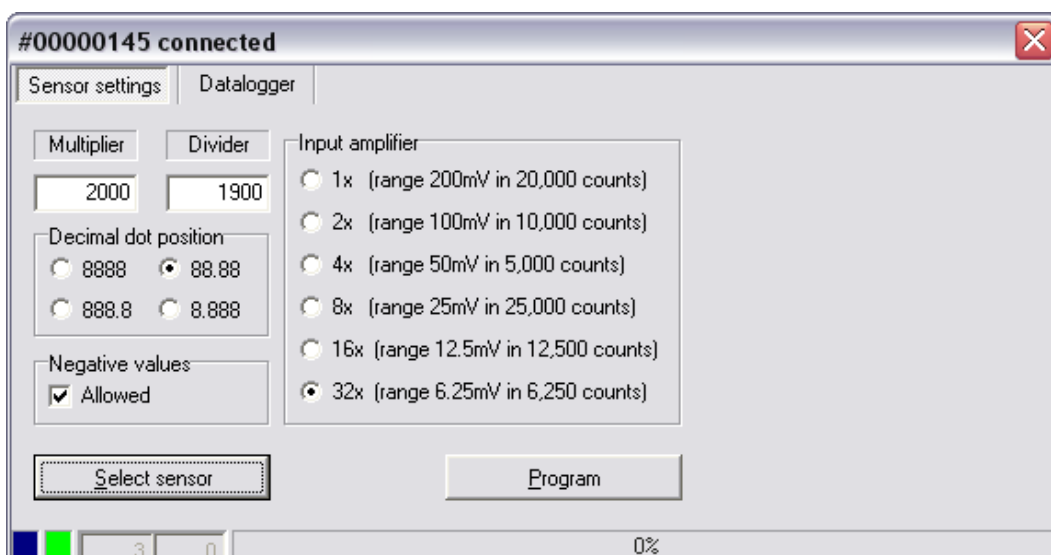 #00000145 connected
Sensor settings Datalogger
Multiplier Divider
2000 1900
Decimal dot position
8888 88.88
888.8 8.888
Negative values
Allowed
Input amplifier
1x (range 200mV in 20,000 counts)
2x (range 100mV in 10,000 counts)
4x (range 50mV in 5,000 counts)
8x (range 25mV in 25,000 counts)
16x (range 12.5mV in 12,500 counts)
32x (range 6.25mV in 6,250 counts)
Select sensor Program
3 0 0%